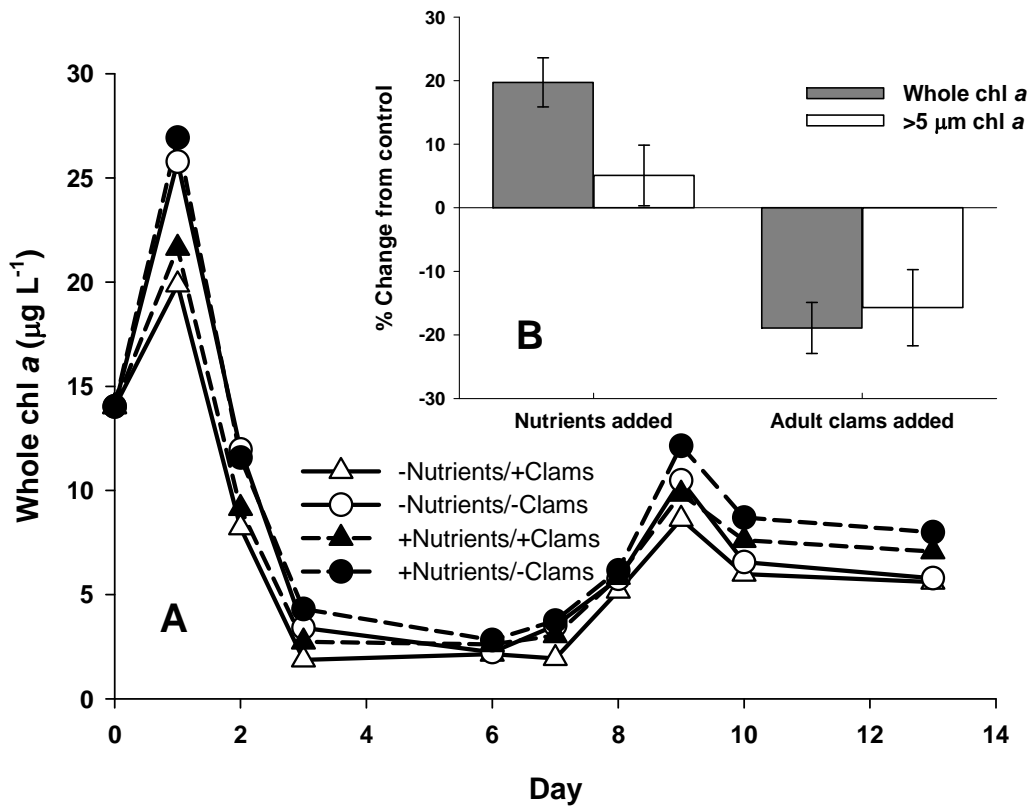 30
25
20
15
10
5
0
Whole chl a (µg L⁻¹)
0 2 4 6 8 10 12 14
Day
A
-Nutrients/+Clams
-Nutrients/-Clams
+Nutrients/+Clams
+Nutrients/-Clams
30
20
10
0
-10
-20
-30
% Change from control
B
Whole chl a
>5 µm chl a
Nutrients added Adult clams added